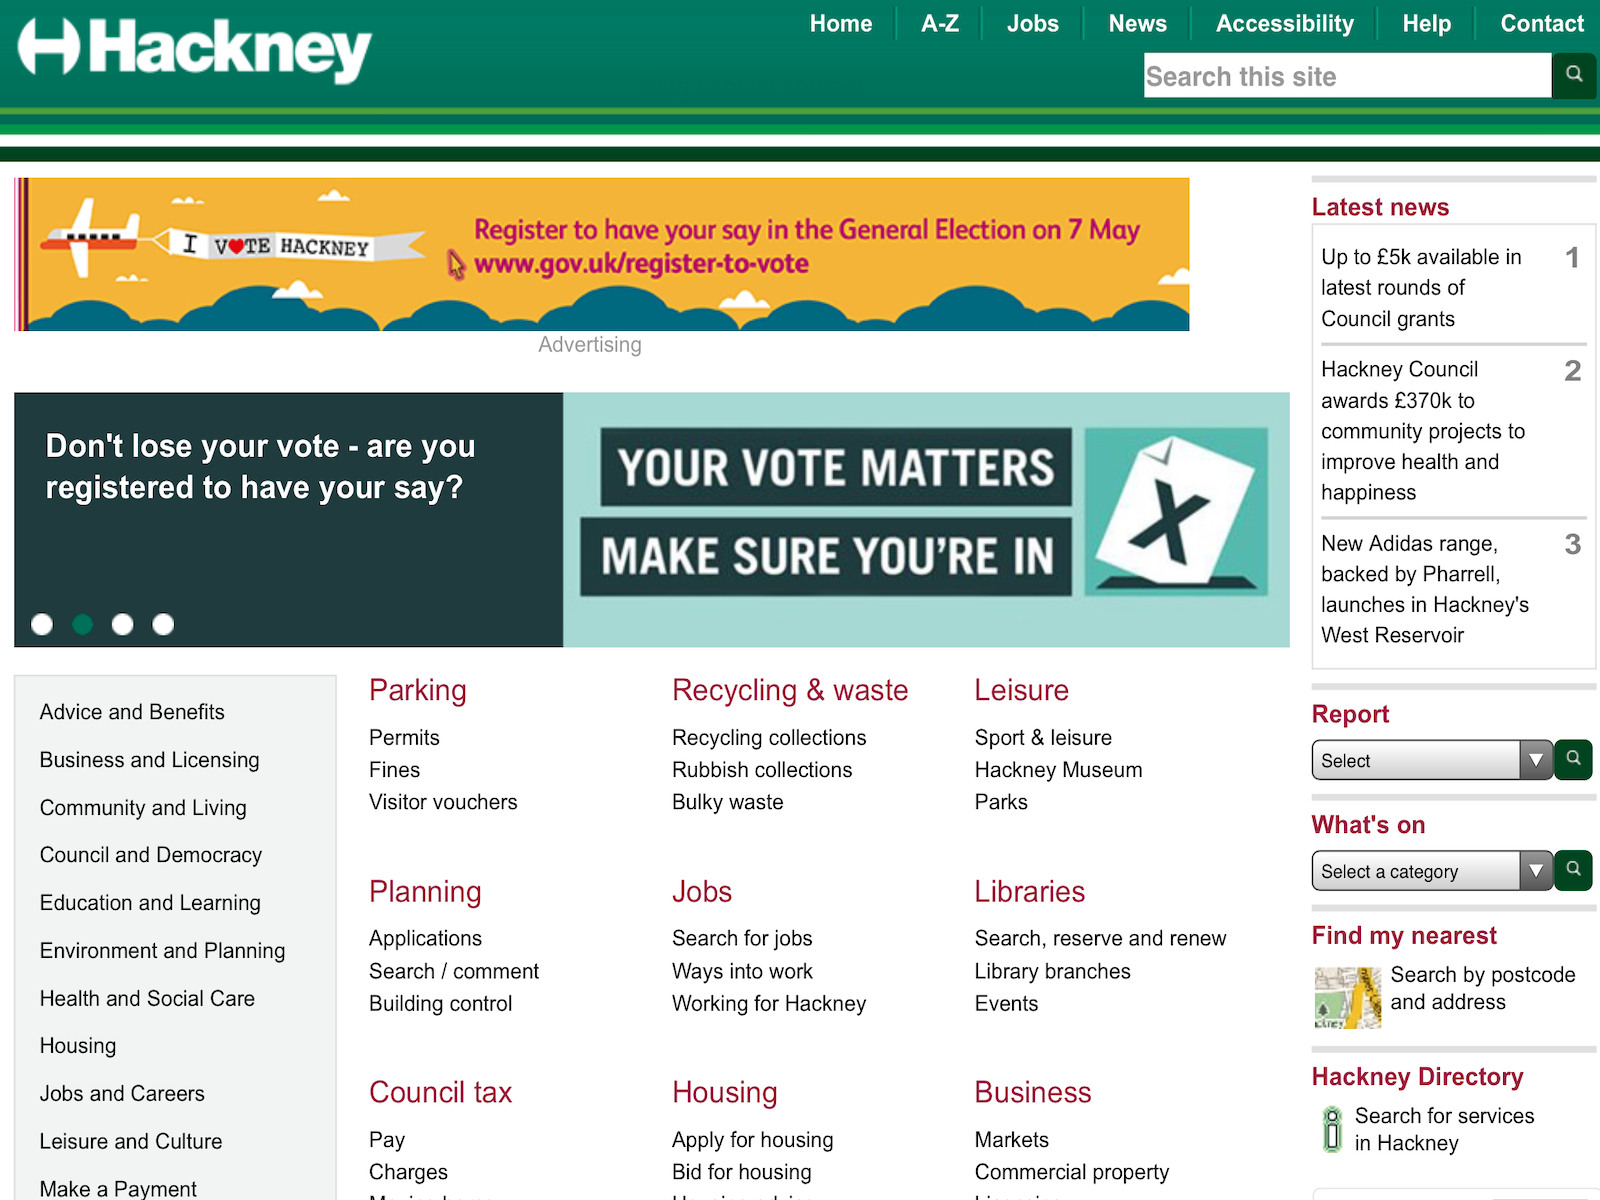 Hackney
Home
A-Z
Jobs
News
Accessibility
Help
Contact
Search this site
I VOTE HACKNEY
Register to have your say in the General Election on 7 May
www.gov.uk/register-to-vote
Advertising
Don't lose your vote - are you
registered to have your say?
YOUR VOTE MATTERS
MAKE SURE YOU'RE IN
Advice and Benefits
Business and Licensing
Community and Living
Council and Democracy
Education and Learning
Environment and Planning
Health and Social Care
Housing
Jobs and Careers
Leisure and Culture
Make a Payment
Parking
Permits
Fines
Visitor vouchers
Recycling & waste
Recycling collections
Rubbish collections
Bulky waste
Leisure
Sport & leisure
Hackney Museum
Parks
Planning
Applications
Search / comment
Building control
Jobs
Search for jobs
Ways into work
Working for Hackney
Libraries
Search, reserve and renew
Library branches
Events
Council tax
Pay
Charges
Housing
Apply for housing
Bid for housing
Business
Markets
Commercial property
Latest news
Up to £5k available in
latest rounds of
Council grants
1
Hackney Council
awards £370k to
community projects to
improve health and
happiness
2
New Adidas range,
backed by Pharrell,
launches in Hackney's
West Reservoir
3
Report
Select
What's on
Select a category
Find my nearest
Search by postcode
and address
Hackney Directory
Search for services
in Hackney